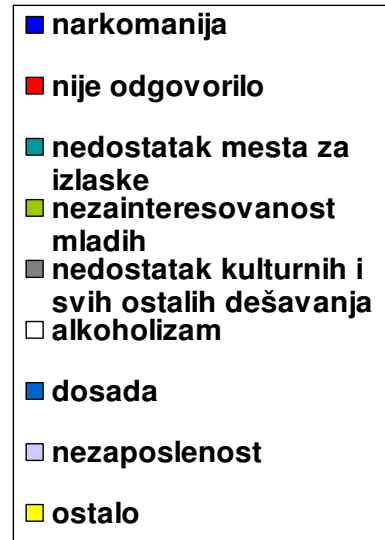 narkomanija
nije odgovorilo
nedostatak mesta za
izlaske
nezainteresovanost
mladih
nedostatak kulturnih i
svih ostalih dešavanja
alkoholizam
dosada
nezaposlenost
ostalo